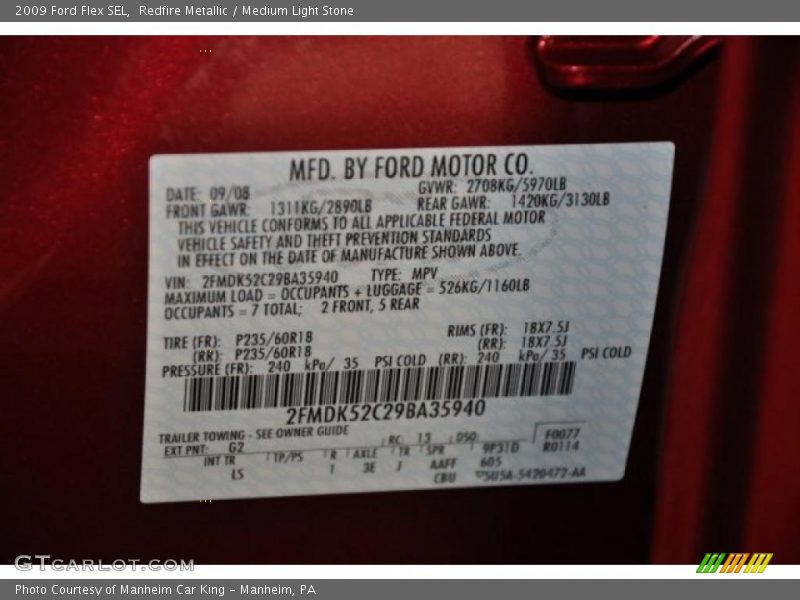 2009 Ford Flex SEL,  Redfire Metallic / Medium Light Stone
MFD. BY FORD MOTOR CO.
DATE: 09/08 GVWR: 2708KG/5970LB
FRONT GAWR: 1311KG/2890LB REAR GAWR: 1420KG/3130LB
THIS VEHICLE CONFORMS TO ALL APPLICABLE FEDERAL MOTOR
VEHICLE SAFETY AND THEFT PREVENTION STANDARDS
IN EFFECT ON THE DATE OF MANUFACTURE SHOWN ABOVE.
VIN: 2FMDK52C29BA35940 TYPE: MPV
MAXIMUM LOAD = OCCUPANTS + LUGGAGE = 526KG/1160LB
OCCUPANTS = 7 TOTAL; 2 FRONT, 5 REAR
TIRE (FR): P235/60R18 RIMS (FR): 18X7.5J
(RR): P235/60R18 (RR): 18X7.5J
PRESSURE (FR): 240 kPa/ 35 PSI COLD (RR): 240 kPa/ 35 PSI COLD
2FMDK52C29BA35940
TRAILER TOWING - SEE OWNER GUIDE
EXT PNT: G2 RC 13 DSO F0077
INT TR TP/PS R AXLE TR SPR 9P31D R0114
LS 1 3E J AAFF 605
CBU 5U5A-5420472-AA
GTCARLOT.COM
Photo Courtesy of Manheim Car King – Manheim, PA